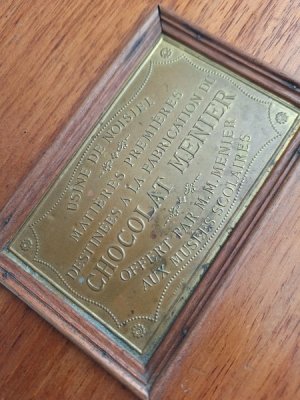 USINE DE NOISIEL
MATIÈRES PREMIÈRES
DESTINÉES À LA FABRICATION DU
CHOCOLAT MENIER
OFFERT PAR M.M. MENIER
AUX MUSÉES SCOLAIRES